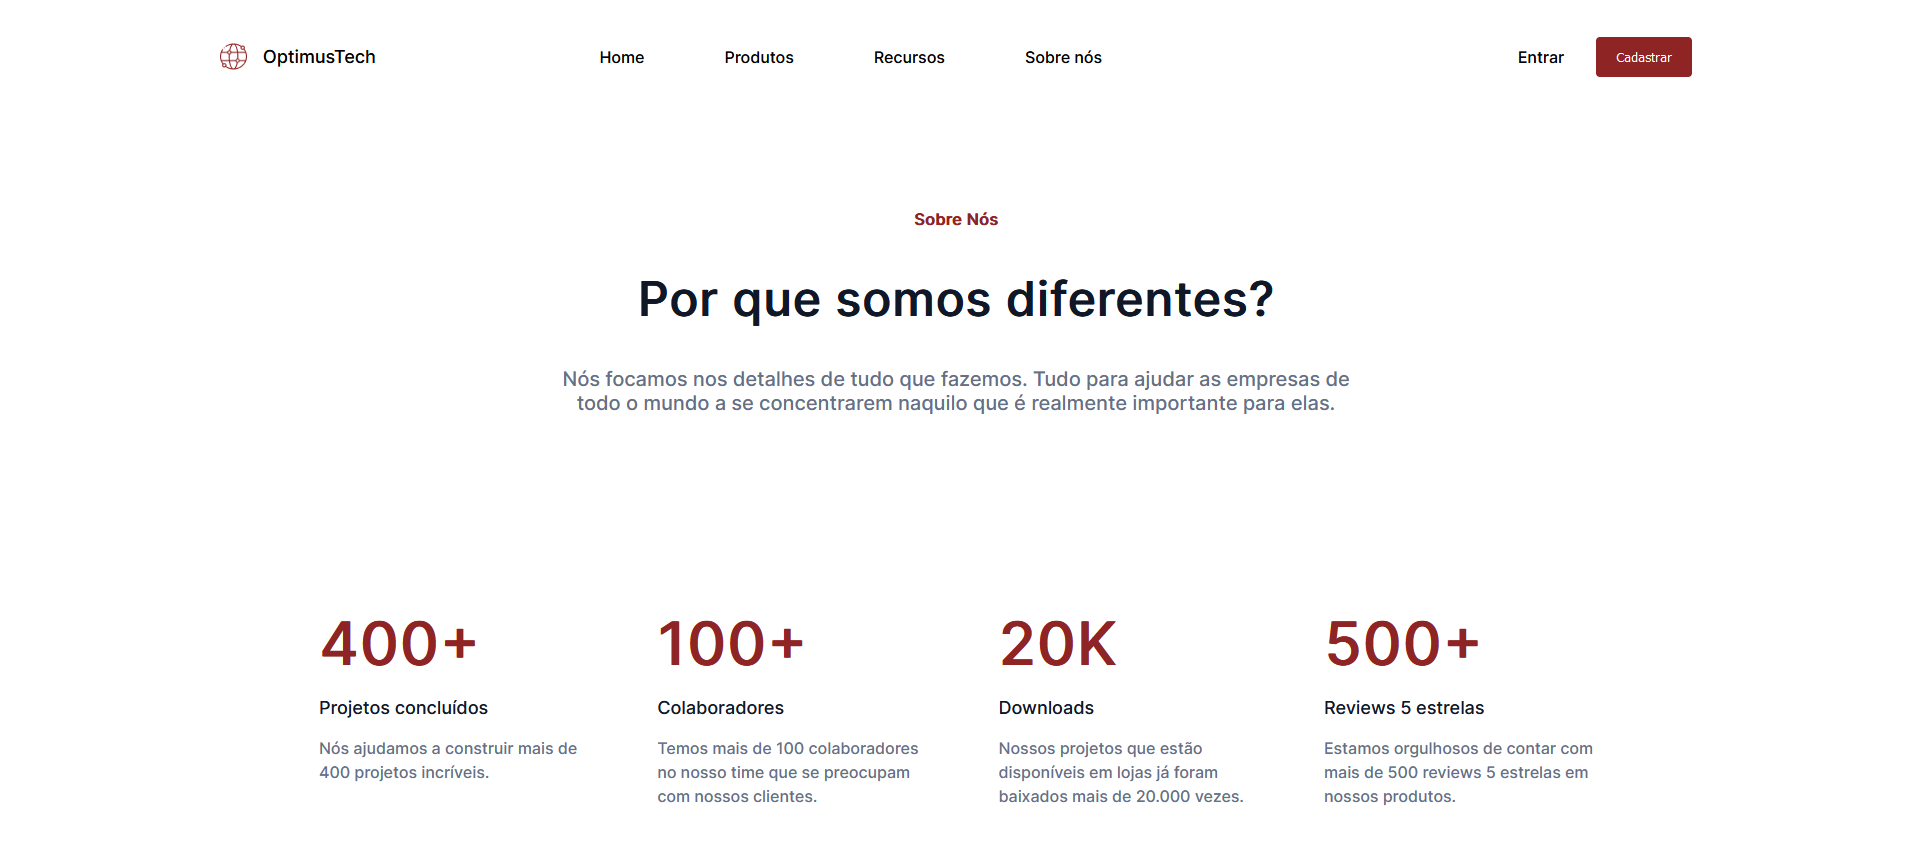 OptimusTech
Home
Produtos
Recursos
Sobre nós
Entrar
Cadastrar
Sobre Nós
Por que somos diferentes?
Nós focamos nos detalhes de tudo que fazemos. Tudo para ajudar as empresas de
todo o mundo a se concentrarem naquilo que é realmente importante para elas.
400+
Projetos concluídos
Nós ajudamos a construir mais de
400 projetos incríveis.
100+
Colaboradores
Temos mais de 100 colaboradores
no nosso time que se preocupam
com nossos clientes.
20K
Downloads
Nossos projetos que estão
disponíveis em lojas já foram
baixados mais de 20.000 vezes.
500+
Reviews 5 estrelas
Estamos orgulhosos de contar com
mais de 500 reviews 5 estrelas em
nossos produtos.